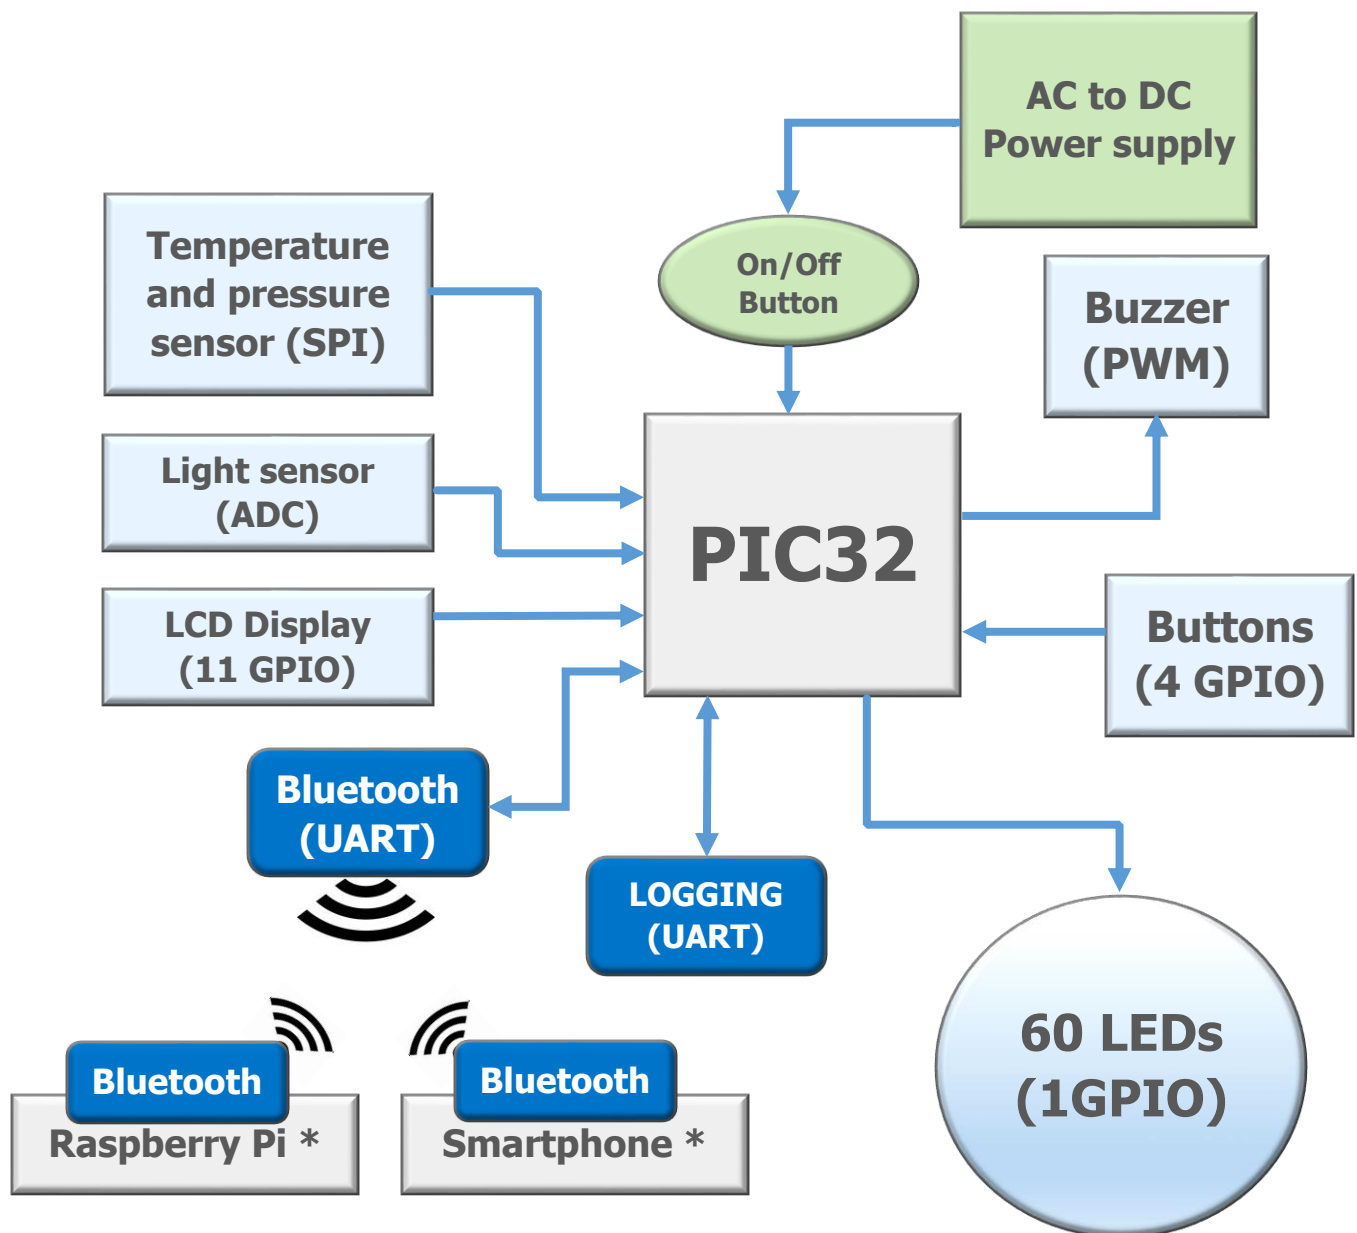 AC to DC
Power supply
Temperature
and pressure
sensor (SPI)
On/Off
Button
Buzzer
(PWM)
Light sensor
(ADC)
PIC32
LCD Display
(11 GPIO)
Buttons
(4 GPIO)
Bluetooth
(UART)
LOGGING
(UART)
60 LEDs
(1GPIO)
Bluetooth
Raspberry Pi *
Bluetooth
Smartphone *